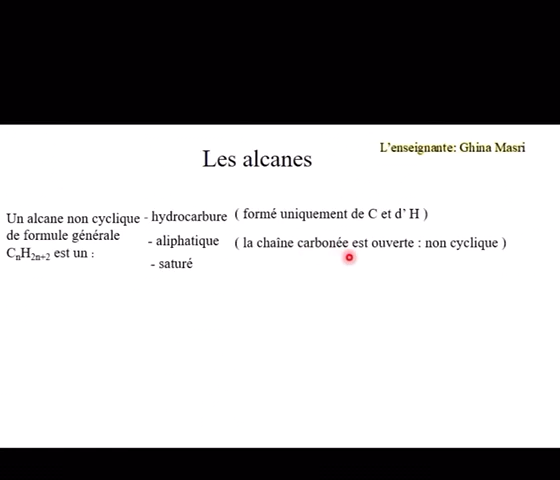 L'enseignante: Ghina Masri
Les alcanes
Un alcane non cyclique - hydrocarbure ( formé uniquement de C et d' H )
de formule générale - aliphatique ( la chaîne carbonée est ouverte : non cyclique )
CₙH₂ₙ₊₂ est un :
- saturé